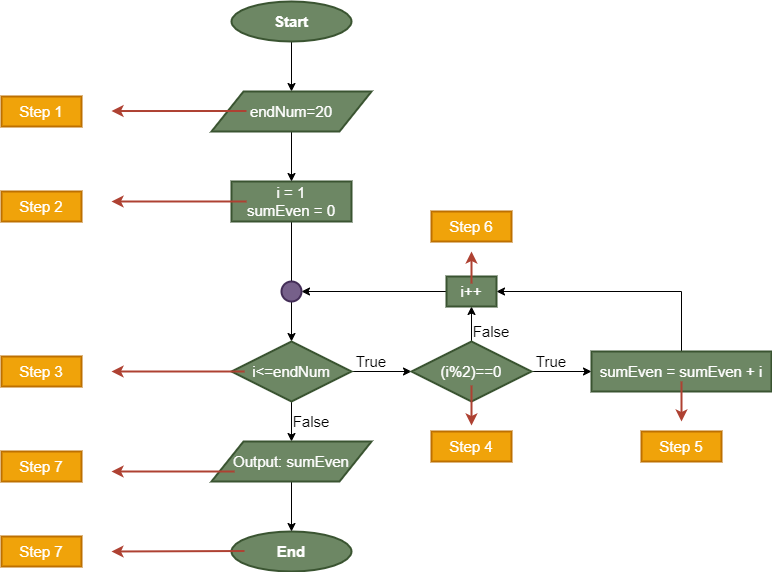 Start
Step 1
endNum=20
Step 2
i = 1
sumEven = 0
Step 6
i++
False
Step 3
i<=endNum
True
(i%2)==0
True
sumEven = sumEven + i
False
Step 4
Step 5
Step 7
Output: sumEven
Step 7
End